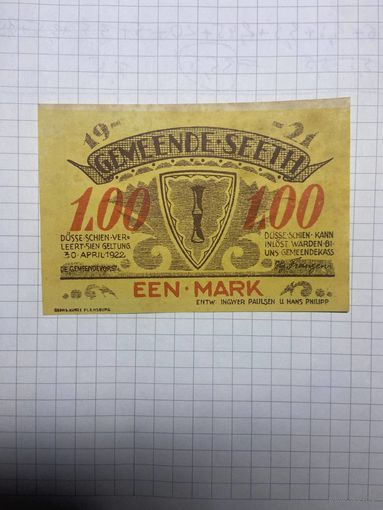 19 21
GEMEENDE·SEETH
1.00 1.00
DÜSSE·SCHIEN·VER-
LEERT·SIEN GELTUNG
30·APRIL 1922
DE GEMEENDEVORST.
DÜSSE·SCHIEN·KANN
INLÖST WARDEN·BI·
UNS GEMEENDEKASS
EEN·MARK
ENTW: INGWER PAULSEN U. HANS PHILIPP
FLENSBURG